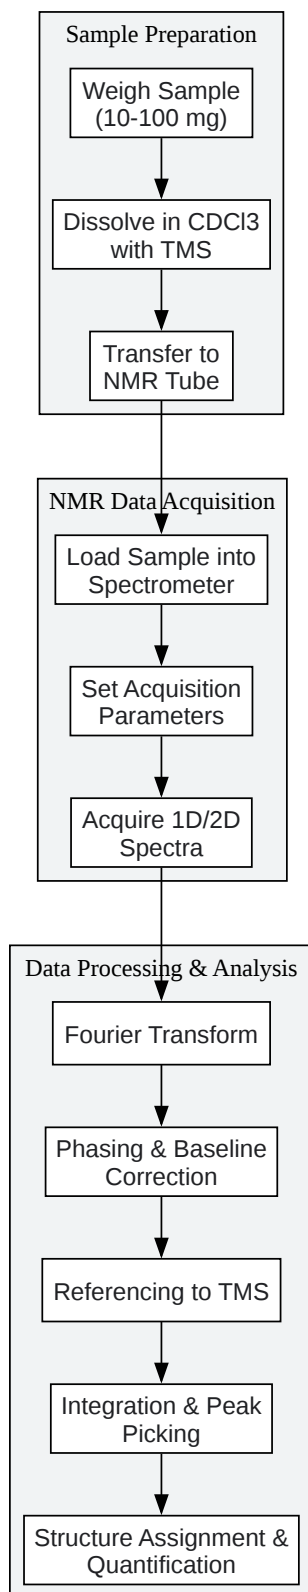 Sample Preparation
Weigh Sample
(10-100 mg)
Dissolve in CDCl3
with TMS
Transfer to
NMR Tube
NMR Data Acquisition
Load Sample into
Spectrometer
Set Acquisition
Parameters
Acquire 1D/2D
Spectra
Data Processing & Analysis
Fourier Transform
Phasing & Baseline
Correction
Referencing to TMS
Integration & Peak
Picking
Structure Assignment &
Quantification